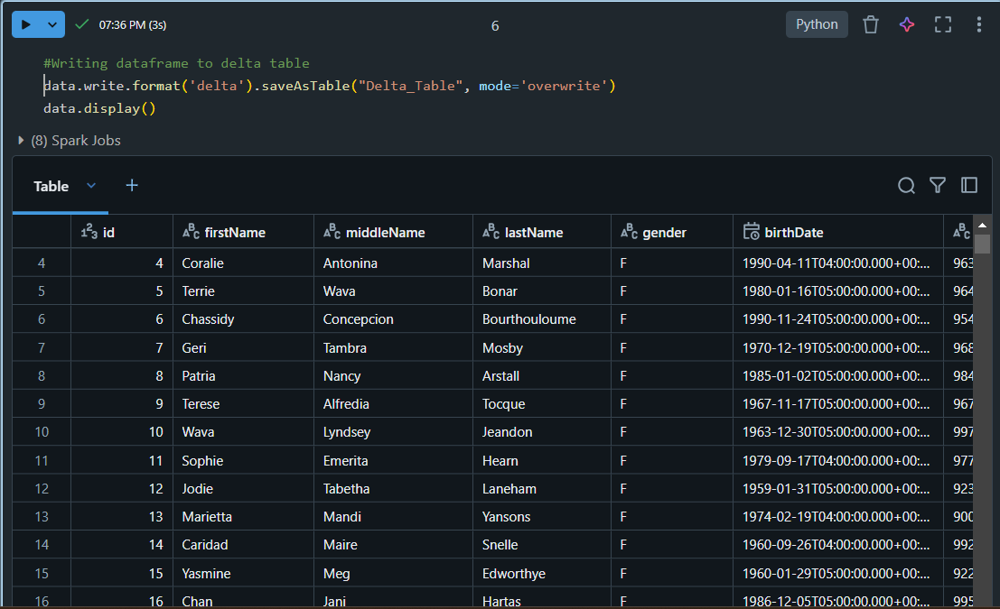 07:36 PM (3s)
6
Python
#Writing dataframe to delta table
data.write.format('delta').saveAsTable("Delta_Table", mode='overwrite')
data.display()
(8) Spark Jobs
Table
id firstName middleName lastName gender birthDate
4 4 Coralie Antonina Marshal F 1990-04-11T04:00:00.000+00:... 963
5 5 Terrie Wava Bonar F 1980-01-16T05:00:00.000+00:... 964
6 6 Chassidy Concepcion Bourthouloume F 1990-11-24T05:00:00.000+00:... 954
7 7 Geri Tambra Mosby F 1970-12-19T05:00:00.000+00:... 968
8 8 Patria Nancy Arstall F 1985-01-02T05:00:00.000+00:... 984
9 9 Terese Alfredia Tocque F 1967-11-17T05:00:00.000+00:... 967
10 10 Wava Lyndsey Jeandon F 1963-12-30T05:00:00.000+00:... 997
11 11 Sophie Emerita Hearn F 1979-09-17T04:00:00.000+00:... 977
12 12 Jodie Tabetha Laneham F 1959-01-31T05:00:00.000+00:... 923
13 13 Marietta Mandi Yansons F 1974-02-19T04:00:00.000+00:... 900
14 14 Caridad Maire Snelle F 1960-09-26T04:00:00.000+00:... 992
15 15 Yasmine Meg Edworthye F 1960-01-29T05:00:00.000+00:... 922
16 16 Chan Jani Hartas F 1986-12-05T05:00:00.000+00:... 995